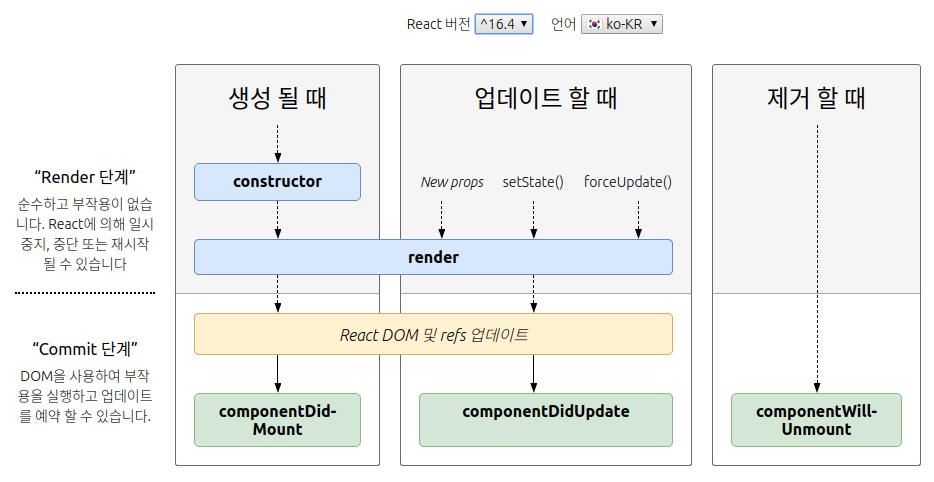 React 버전 ^16.4 언어 ko-KR
생성 될 때
업데이트 할 때
제거 할 때
“Render 단계”
순수하고 부작용이 없습
니다. React에 의해 일시
중지, 중단 또는 재시작
될 수 있습니다
constructor
New props
setState()
forceUpdate()
render
“Commit 단계”
DOM을 사용하여 부작
용을 실행하고 업데이트
를 예약 할 수 있습니다.
React DOM 및 refs 업데이트
componentDid-
Mount
componentDidUpdate
componentWill-
Unmount